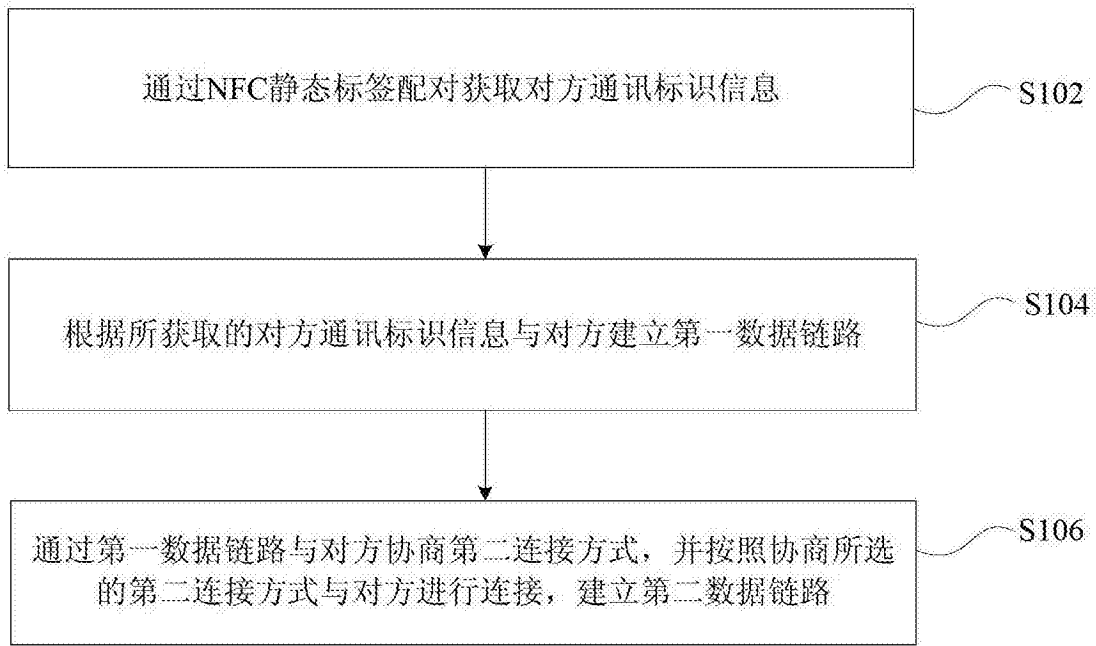 通过NFC静态标签配对获取对方通讯标识信息
S102
根据所获取的对方通讯标识信息与对方建立第一数据链路
S104
通过第一数据链路与对方协商第二连接方式，并按照协商所选
的第二连接方式与对方进行连接，建立第二数据链路
S106